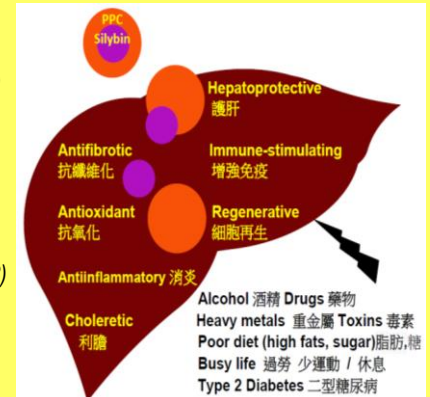 PPC
Silybin
Hepatoprotective
護肝
Antifibrotic
抗纖維化
Immune-stimulating
增強免疫
Antioxidant
抗氧化
Regenerative
細胞再生
Antiinflammatory 消炎
Choleretic
利膽
Alcohol 酒精 Drugs 藥物
Heavy metals 重金屬 Toxins 毒素
Poor diet (high fats, sugar)脂肪,糖
Busy life 過勞 少運動 / 休息
Type 2 Diabetes 二型糖尿病